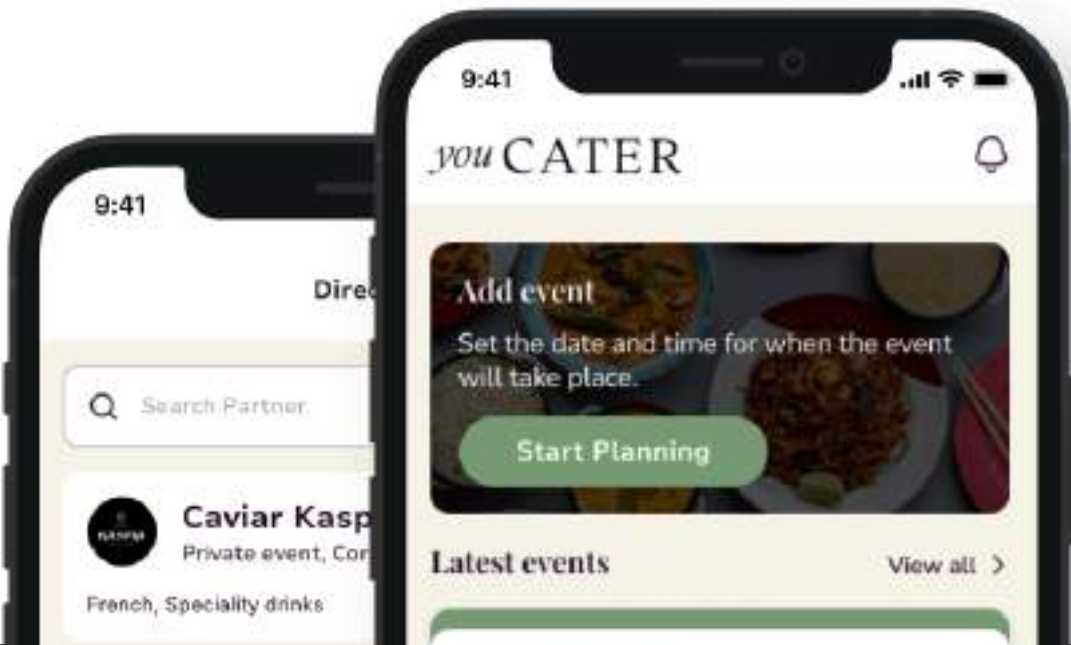 9:41
you CATER
Add event
Set the date and time for when the event
will take place.
Start Planning
Latest events
View all
9:41
Direc
Search Partner
Caviar Kasp
Private event, Cor
French, Speciality drinks